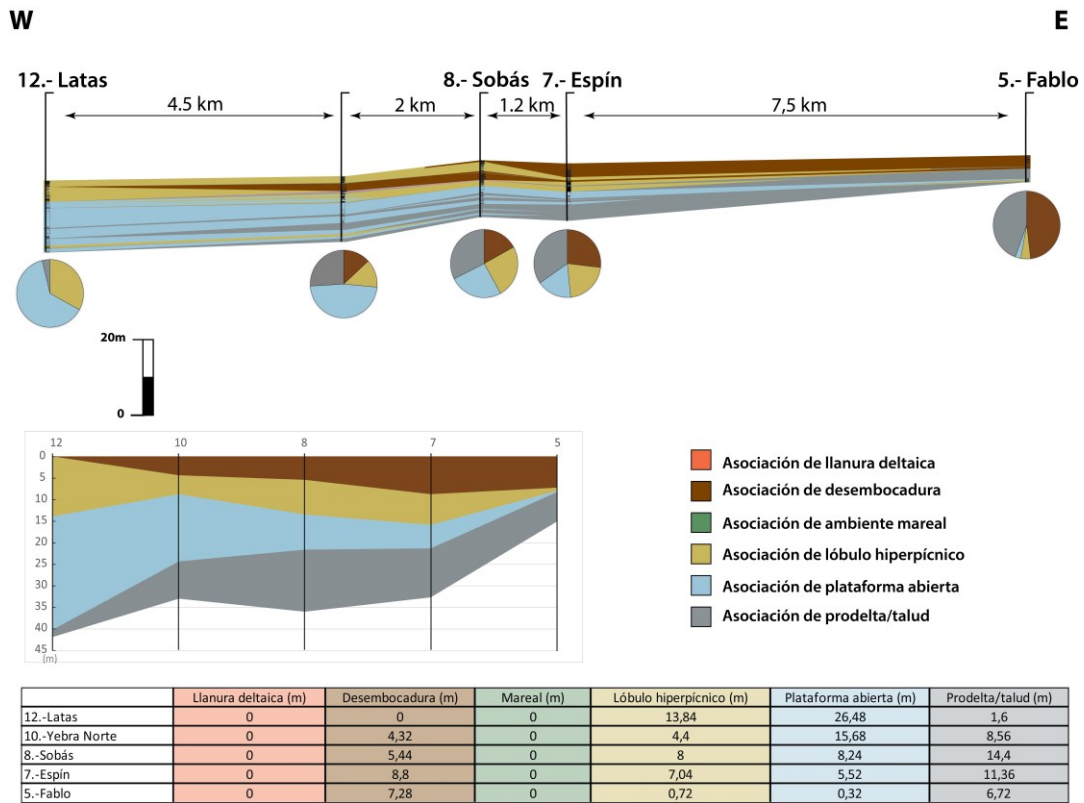 W
E
12.- Latas
8.- Sobás
7.- Espín
5.- Fablo
4.5 km
2 km
1.2 km
7,5 km
20m
0
12 10 8 7 5
0
5
10
15
20
25
30
35
40
45
(m)
Asociación de llanura deltaica
Asociación de desembocadura
Asociación de ambiente mareal
Asociación de lóbulo hiperpícnico
Asociación de plataforma abierta
Asociación de prodelta/talud
Llanura deltaica (m) Desembocadura (m) Mareal (m) Lóbulo hiperpícnico (m) Plataforma abierta (m) Prodelta/talud (m)
12.-Latas 0 0 0 13,84 26,48 1,6
10.-Yebra Norte 0 4,32 0 4,4 15,68 8,56
8.-Sobás 0 5,44 0 8 8,24 14,4
7.-Espín 0 8,8 0 7,04 5,52 11,36
5.-Fablo 0 7,28 0 0,72 0,32 6,72